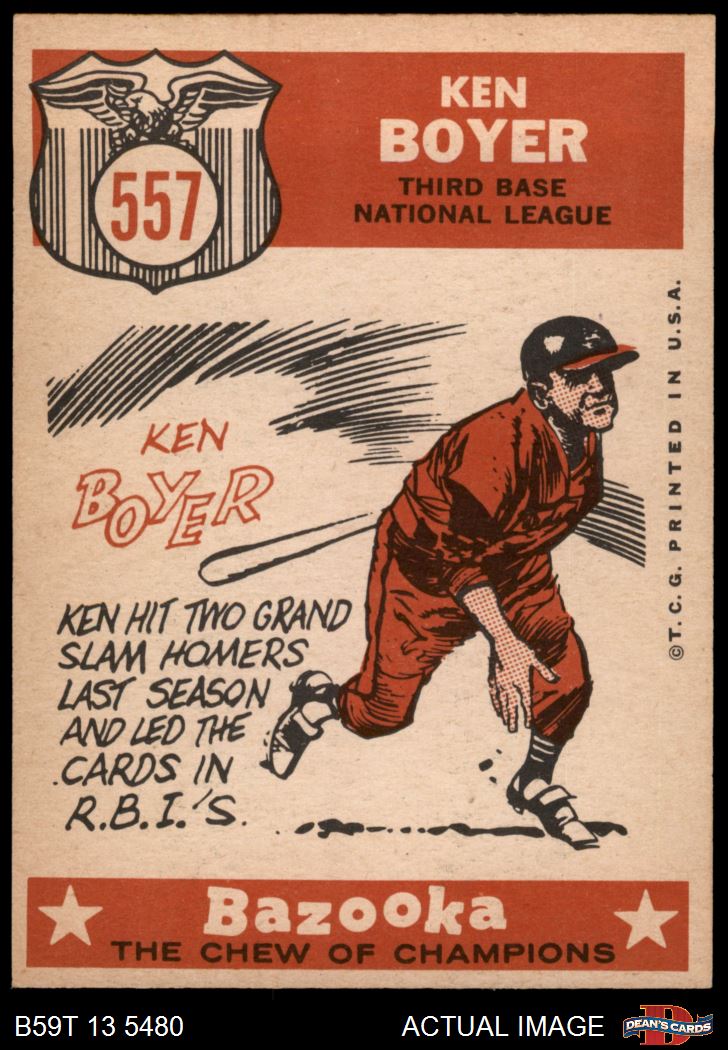 557
KEN
BOYER
THIRD BASE
NATIONAL LEAGUE
©T. C. G. PRINTED IN U. S. A.
KEN
BOYER
KEN HIT TWO GRAND
SLAM HOMERS
LAST SEASON
AND LED THE
CARDS IN
R.B.I.'S.
Bazooka
THE CHEW OF CHAMPIONS
B59T 13 5480
ACTUAL IMAGE
D
DEAN'S CARDS